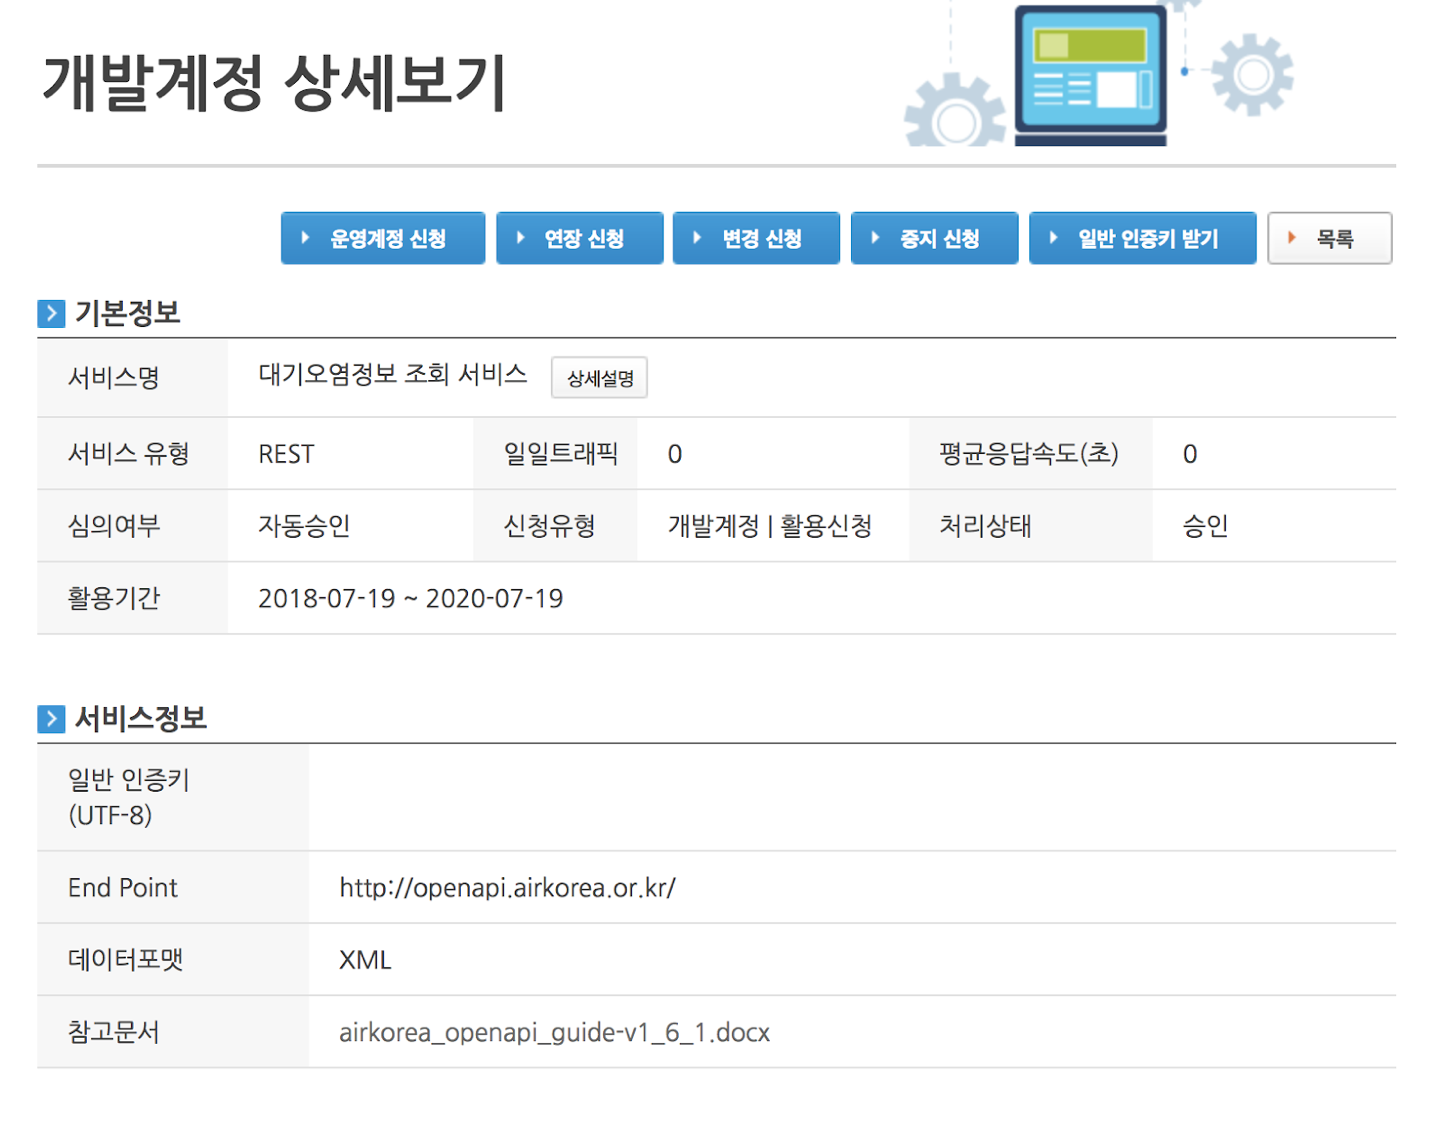 개발계정 상세보기
운영계정 신청 연장 신청 변경 신청 중지 신청 일반 인증키 받기 목록
기본정보
서비스명 대기오염정보 조회 서비스 상세설명
서비스 유형 REST 일일트래픽 0 평균응답속도(초) 0
심의여부 자동승인 신청유형 개발계정 | 활용신청 처리상태 승인
활용기간 2018-07-19 ~ 2020-07-19
서비스정보
일반 인증키
(UTF-8)
End Point http://openapi.airkorea.or.kr/
데이터포맷 XML
참고문서 airkorea_openapi_guide-v1_6_1.docx